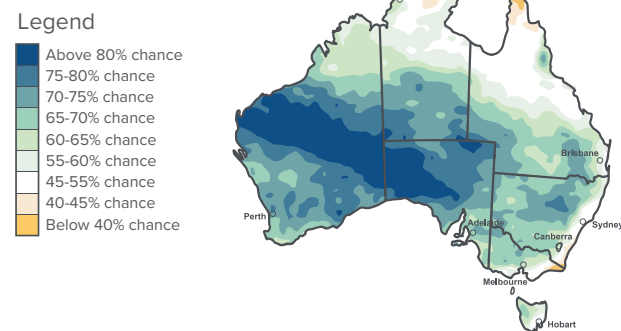 Legend
Above 80% chance
75-80% chance
70-75% chance
65-70% chance
60-65% chance
55-60% chance
45-55% chance
40-45% chance
Below 40% chance
Brisbane
Perth
Adelaide
Sydney
Canberra
Melbourne
Hobart